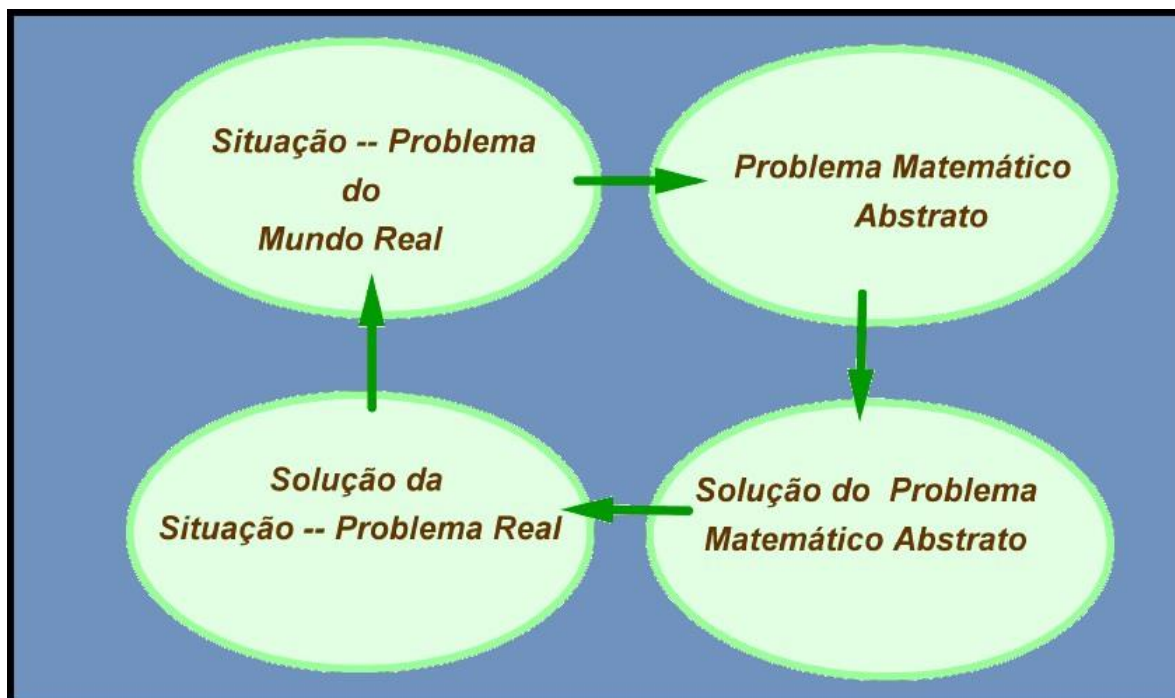 Situação -- Problema
do
Mundo Real
Problema Matemático
Abstrato
Solução da
Situação -- Problema Real
Solução do Problema
Matemático Abstrato